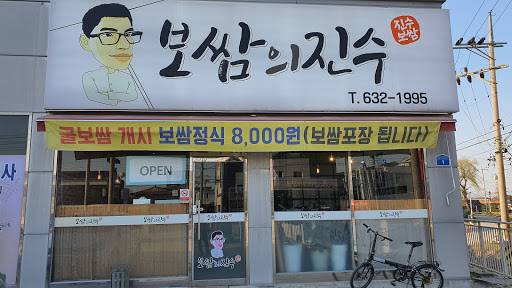 보쌈의진수
진수
보쌈
T. 632-1995
굴보쌈 개시 보쌈정식 8,000원(보쌈포장 됩니다)
사
OPEN
보쌈의진수
보쌈의진수
보쌈의진수
보쌈의진수